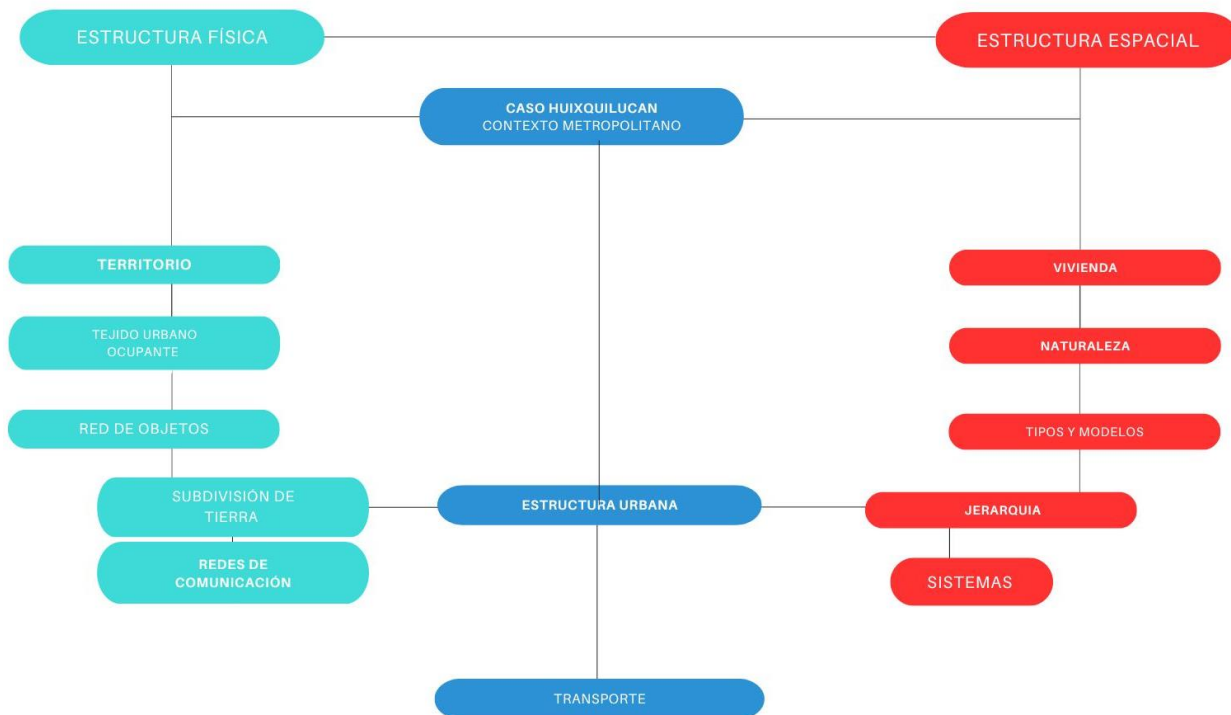 ESTRUCTURA FÍSICA
ESTRUCTURA ESPACIAL
CASO HUIXQUILUCAN
CONTEXTO METROPOLITANO
TERRITORIO
VIVIENDA
TEJIDO URBANO
OCUPANTE
NATURALEZA
RED DE OBJETOS
TIPOS Y MODELOS
SUBDIVISIÓN DE
TIERRA
ESTRUCTURA URBANA
JERARQUIA
REDES DE
COMUNICACIÓN
SISTEMAS
TRANSPORTE